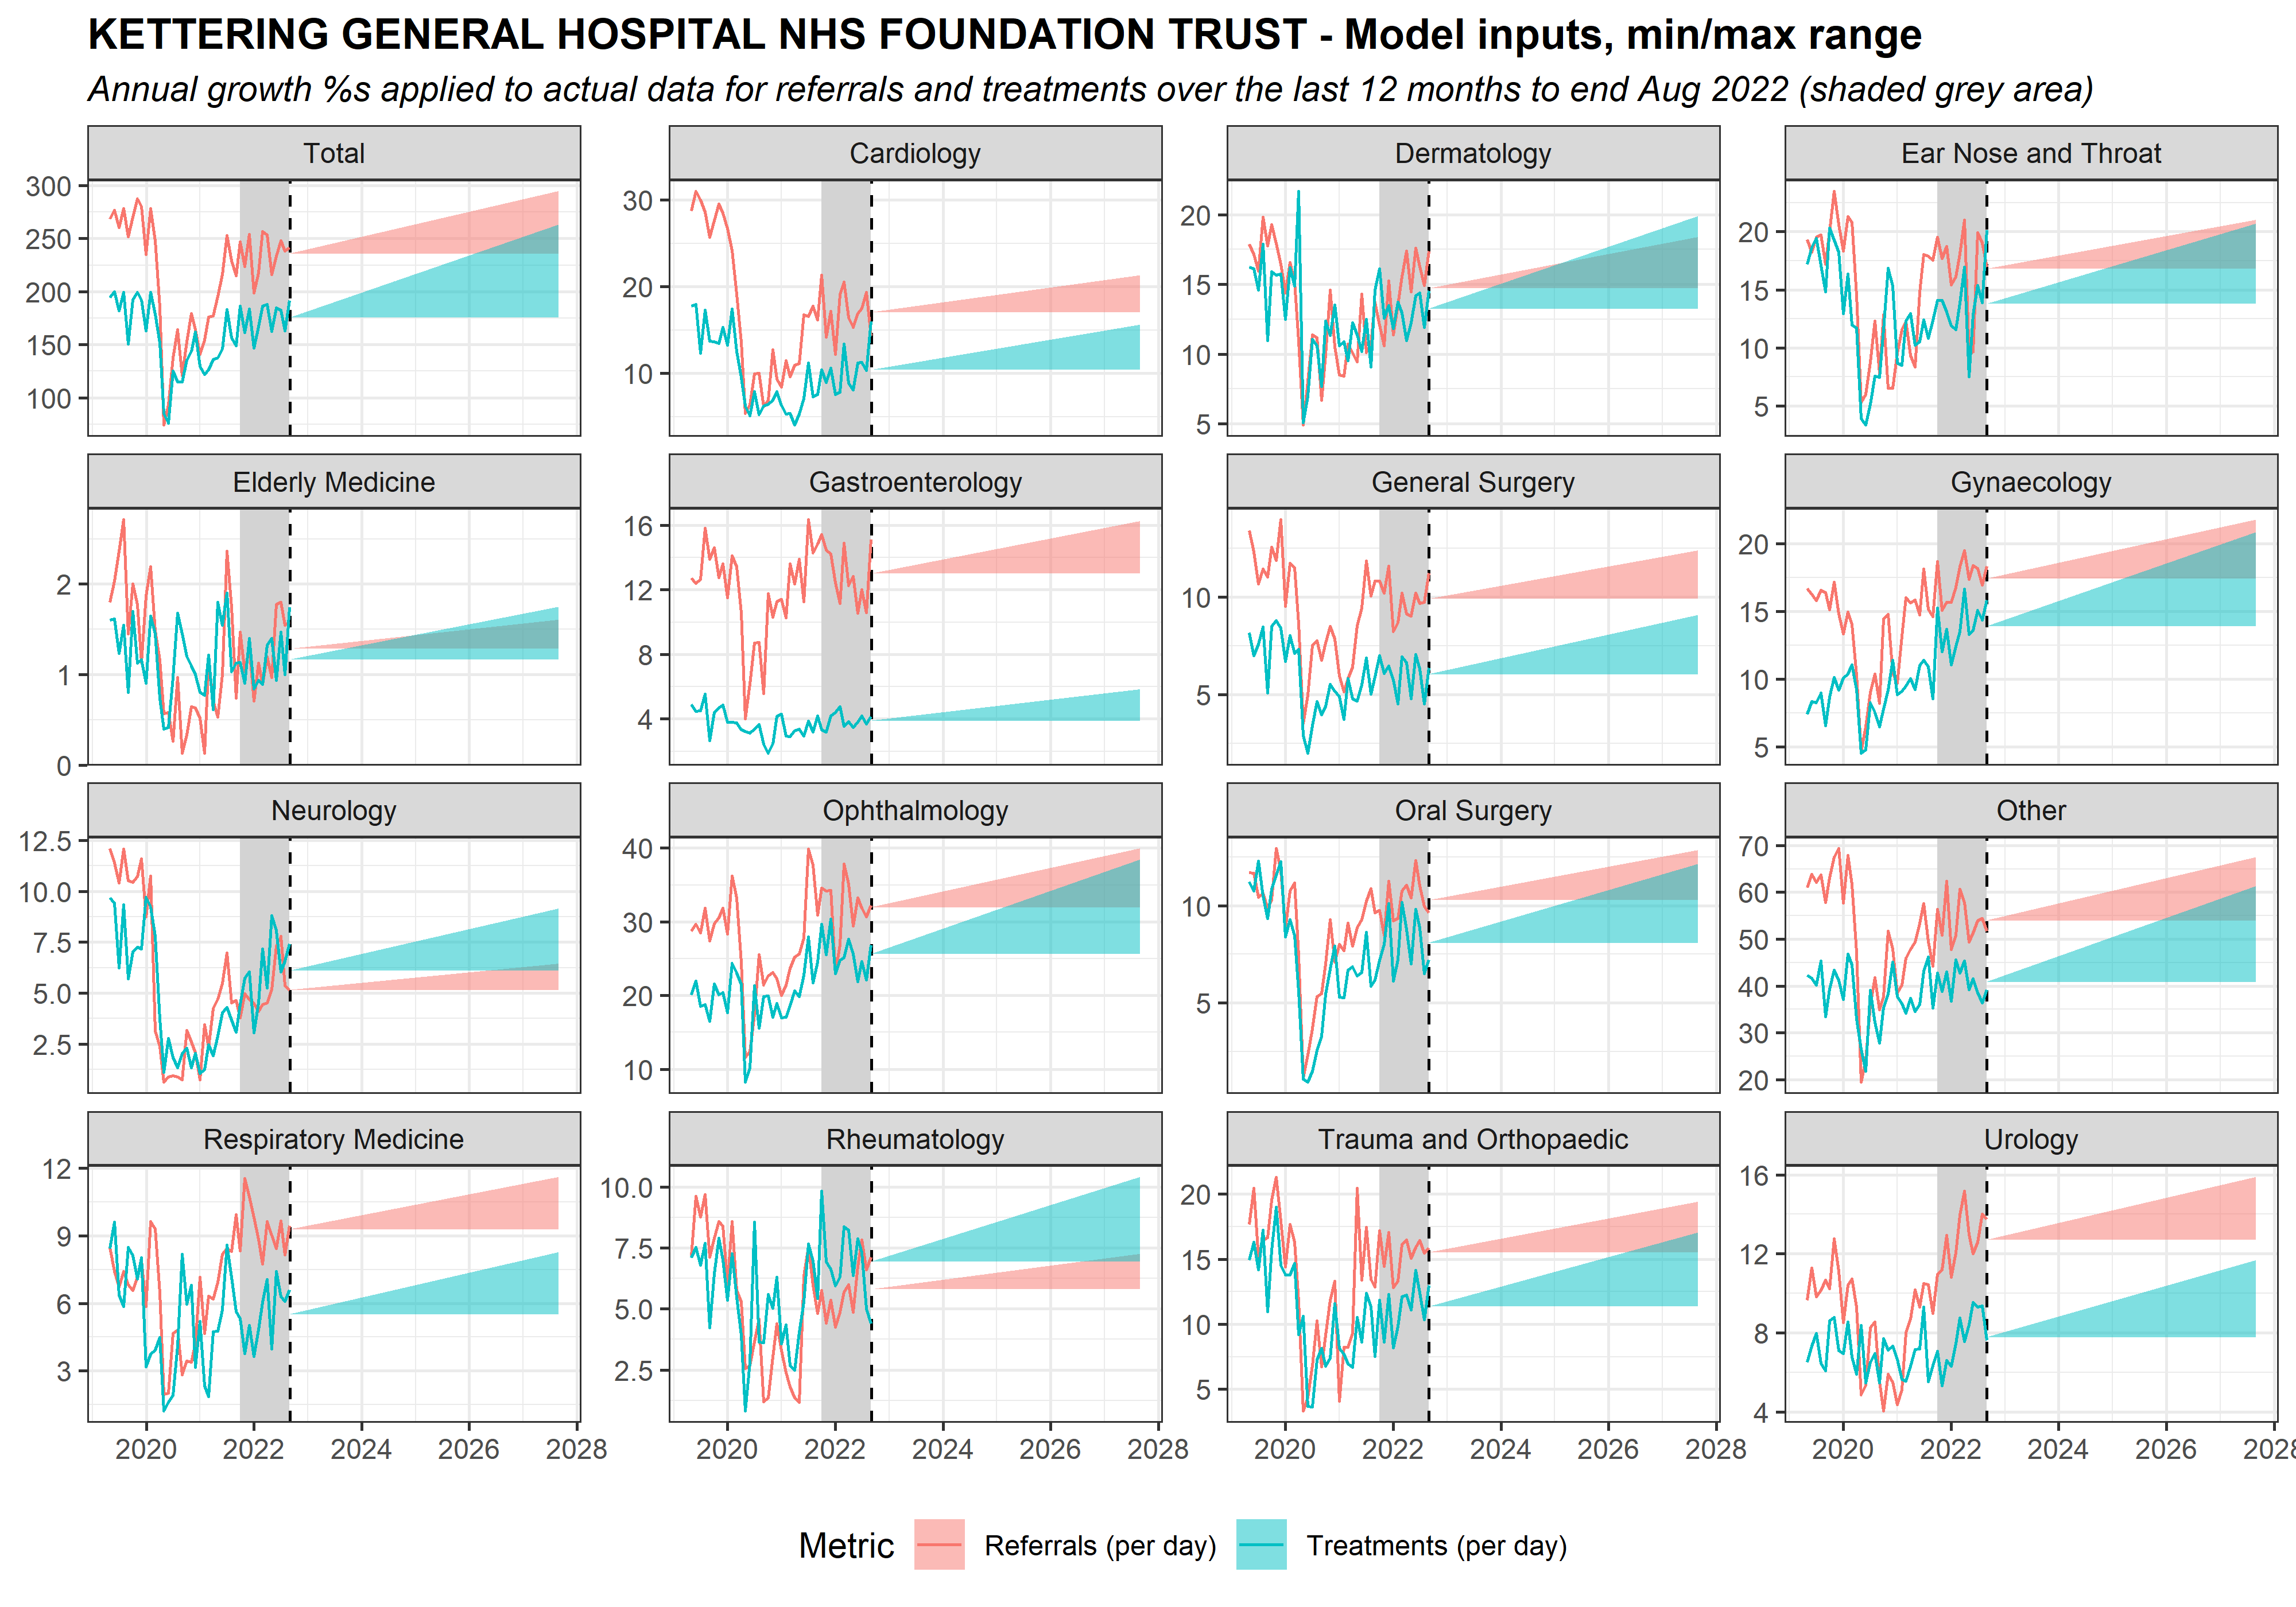 KETTERING GENERAL HOSPITAL NHS FOUNDATION TRUST - Model inputs, min/max range
Annual growth %s applied to actual data for referrals and treatments over the last 12 months to end Aug 2022 (shaded grey area)
Total
300
250
200
150
100
Cardiology
30
20
10
Dermatology
20
15
10
5
Ear Nose and Throat
20
15
10
5
Elderly Medicine
2
1
0
Gastroenterology
16
12
8
4
General Surgery
10
5
Gynaecology
20
15
10
5
Neurology
12.5
10.0
7.5
5.0
2.5
Ophthalmology
40
30
20
10
Oral Surgery
10
5
Other
70
60
50
40
30
20
Respiratory Medicine
12
9
6
3
Rheumatology
10.0
7.5
5.0
2.5
Trauma and Orthopaedic
20
15
10
5
Urology
16
12
8
4
2020 2022 2024 2026 2028
2020 2022 2024 2026 2028
2020 2022 2024 2026 2028
2020 2022 2024 2026 2028
Metric Referrals (per day) Treatments (per day)